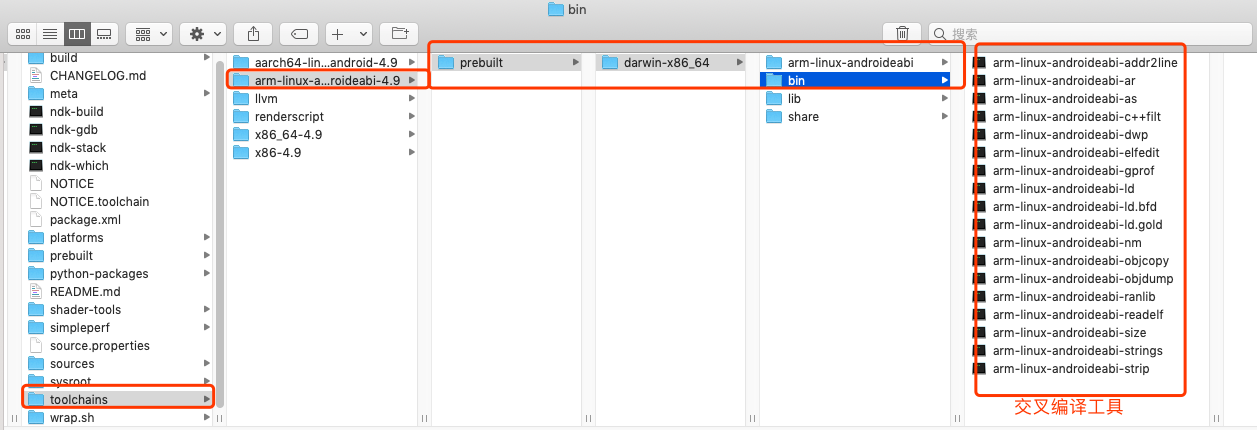 bin
搜索
build
CHANGELOG.md
meta
ndk-build
ndk-gdb
ndk-stack
ndk-which
NOTICE
NOTICE.toolchain
package.xml
platforms
prebuilt
python-packages
README.md
shader-tools
simpleperf
source.properties
sources
sysroot
toolchains
wrap.sh
aarch64-lin...android-4.9
arm-linux-a...roideabi-4.9
llvm
renderscript
x86_64-4.9
x86-4.9
prebuilt
darwin-x86_64
arm-linux-androideabi
bin
lib
share
arm-linux-androideabi-addr2line
arm-linux-androideabi-ar
arm-linux-androideabi-as
arm-linux-androideabi-c++filt
arm-linux-androideabi-dwp
arm-linux-androideabi-elfedit
arm-linux-androideabi-gprof
arm-linux-androideabi-ld
arm-linux-androideabi-ld.bfd
arm-linux-androideabi-ld.gold
arm-linux-androideabi-nm
arm-linux-androideabi-objcopy
arm-linux-androideabi-objdump
arm-linux-androideabi-ranlib
arm-linux-androideabi-readelf
arm-linux-androideabi-size
arm-linux-androideabi-strings
arm-linux-androideabi-strip
交叉编译工具